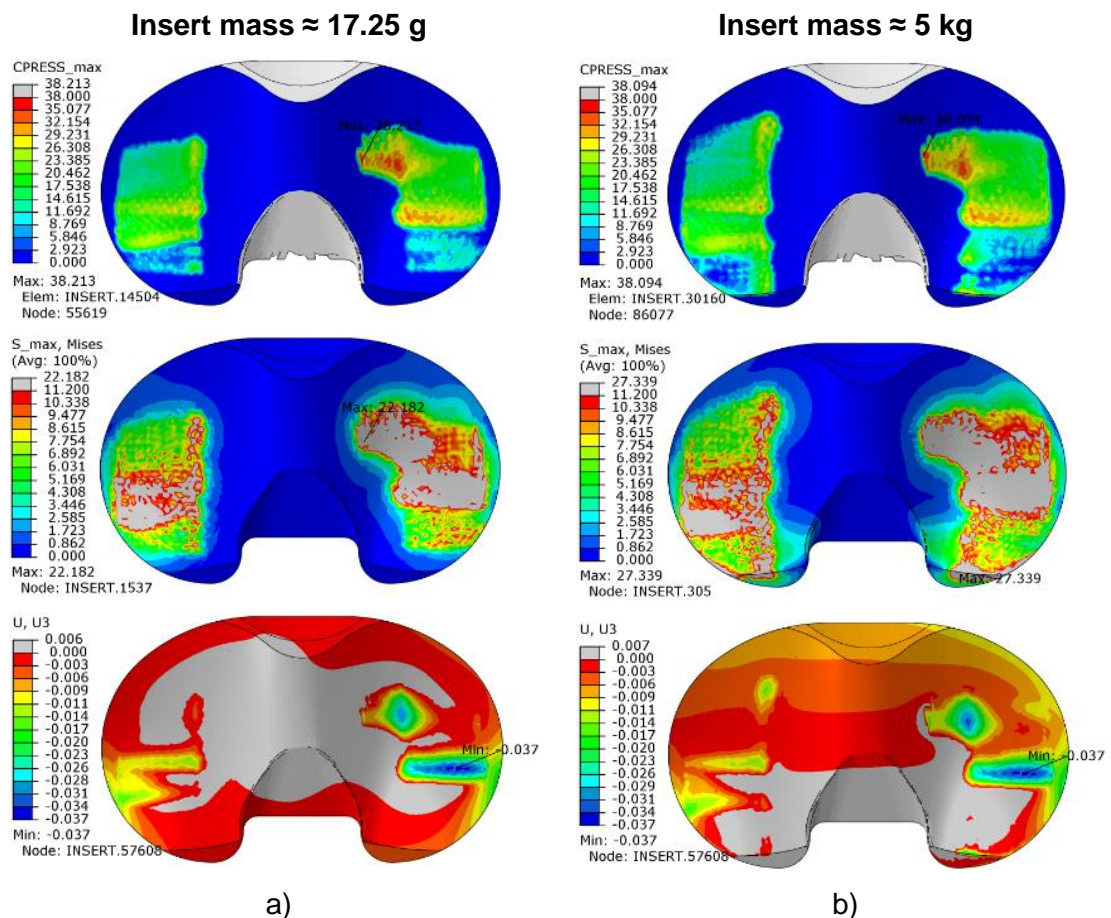 Insert mass ≈ 17.25 g
CPRESS_max
38.213
38.000
35.077
32.154
29.231
26.308
23.385
20.462
17.538
14.615
11.692
8.769
5.846
2.923
0.000
Max: 38.213
Elem: INSERT.14504
Node: 55619
S_max, Mises
(Avg: 100%)
22.182
11.200
10.338
9.477
8.615
7.754
6.892
6.031
5.169
4.308
3.446
2.585
1.723
0.862
0.000
Max: 22.182
Max: 22.182
Node: INSERT.1537
U, U3
0.006
0.000
-0.003
-0.006
-0.009
-0.011
-0.014
-0.017
-0.020
-0.023
-0.026
-0.028
-0.031
-0.034
-0.037
Min: -0.037
Min: -0.037
Node: INSERT.57608
a)
Insert mass ≈ 5 kg
CPRESS_max
38.094
38.000
35.077
32.154
29.231
26.308
23.385
20.462
17.538
14.615
11.692
8.769
5.846
2.923
0.000
Max: 38.094
Max: 38.094
Elem: INSERT.30160
Node: 86077
S_max, Mises
(Avg: 100%)
27.339
11.200
10.338
9.477
8.615
7.754
6.892
6.031
5.169
4.308
3.446
2.585
1.723
0.862
0.000
Max: 27.339
Max: 27.339
Node: INSERT.305
U, U3
0.007
0.000
-0.003
-0.006
-0.009
-0.011
-0.014
-0.017
-0.020
-0.023
-0.026
-0.029
-0.031
-0.034
-0.037
Min: -0.037
Min: -0.037
Node: INSERT.57608
b)